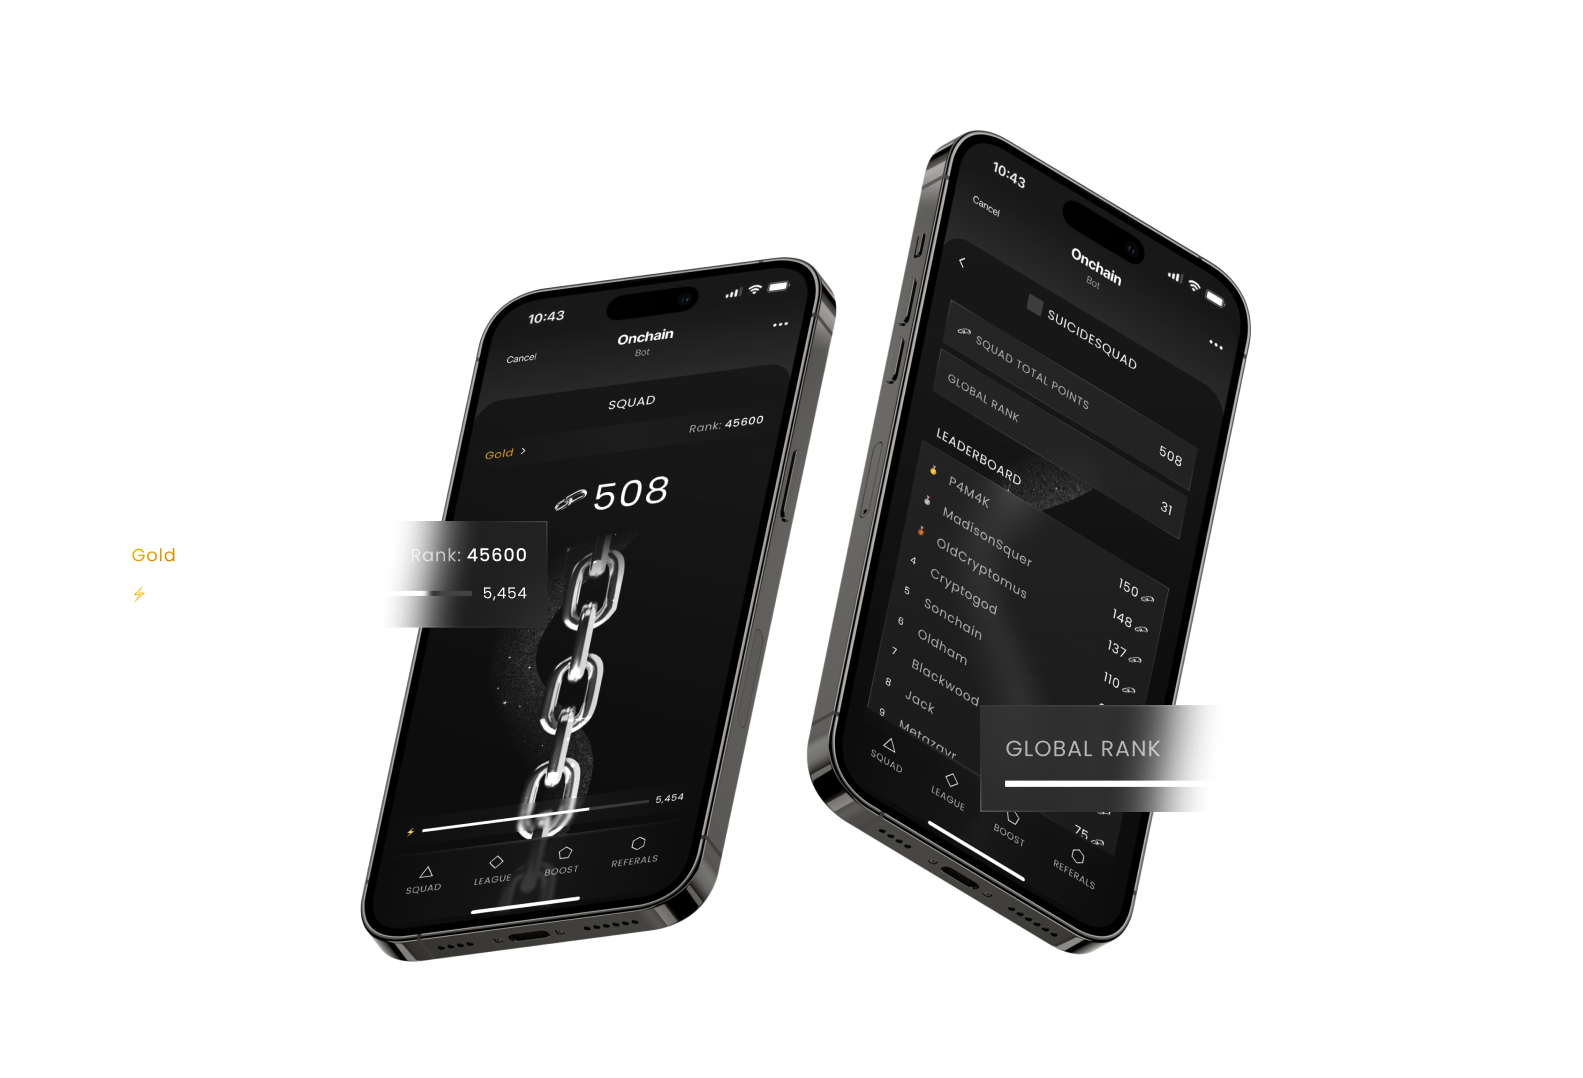 10:43
Cancel
Onchain
Bot
SQUAD
Gold >
Rank: 45600
508
5,454
SQUAD
LEAGUE
BOOST
REFERALS
Gold
Rank: 45600
5,454
10:43
Cancel
Onchain
Bot
SUICIDESQUAD
SQUAD TOTAL POINTS
508
GLOBAL RANK
31
LEADERBOARD
P4M4K
150
MadisonSquer
148
OldCryptomus
137
4 Cryptogod
110
5 Sonchain
6 Oldham
7 Blackwood
8 Jack
9 Metazavr
75
SQUAD
LEAGUE
BOOST
REFERALS
GLOBAL RANK